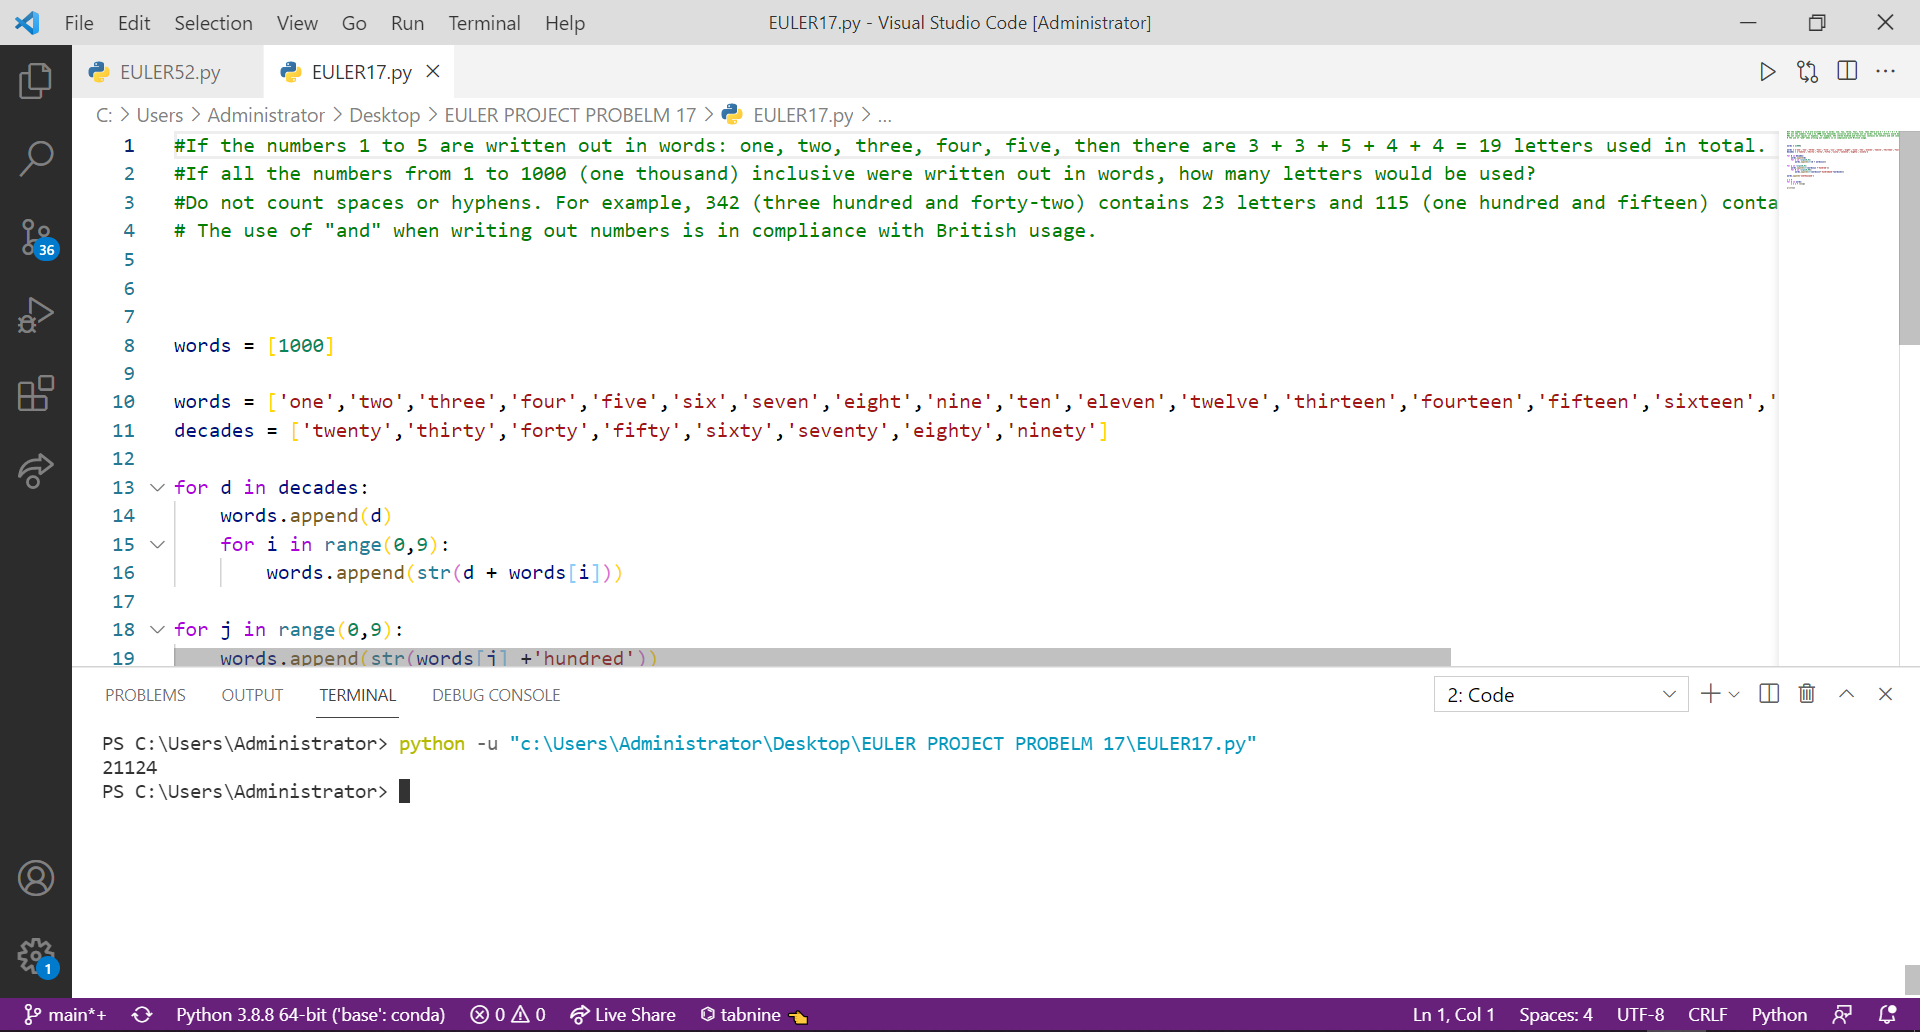 File Edit Selection View Go Run Terminal Help EULER17.py - Visual Studio Code [Administrator]
EULER52.py EULER17.py
C: > Users > Administrator > Desktop > EULER PROJECT PROBELM 17 > EULER17.py > ...
1 #If the numbers 1 to 5 are written out in words: one, two, three, four, five, then there are 3 + 3 + 5 + 4 + 4 = 19 letters used in total.
2 #If all the numbers from 1 to 1000 (one thousand) inclusive were written out in words, how many letters would be used?
3 #Do not count spaces or hyphens. For example, 342 (three hundred and forty-two) contains 23 letters and 115 (one hundred and fifteen) conta
4 # The use of "and" when writing out numbers is in compliance with British usage.
5
6
7
8 words = [1000]
9
10 words = ['one','two','three','four','five','six','seven','eight','nine','ten','eleven','twelve','thirteen','fourteen','fifteen','sixteen','
11 decades = ['twenty','thirty','forty','fifty','sixty','seventy','eighty','ninety']
12
13 for d in decades:
14 words.append(d)
15 for i in range(0,9):
16 words.append(str(d + words[i]))
17
18 for j in range(0,9):
19 words.append(str(words[j] +'hundred'))
36
PROBLEMS OUTPUT TERMINAL DEBUG CONSOLE 2: Code
PS C:\Users\Administrator> python -u "c:\Users\Administrator\Desktop\EULER PROJECT PROBELM 17\EULER17.py"
21124
PS C:\Users\Administrator>
1
main*+ Python 3.8.8 64-bit ('base': conda) 0 0 Live Share tabnine Ln 1, Col 1 Spaces: 4 UTF-8 CRLF Python